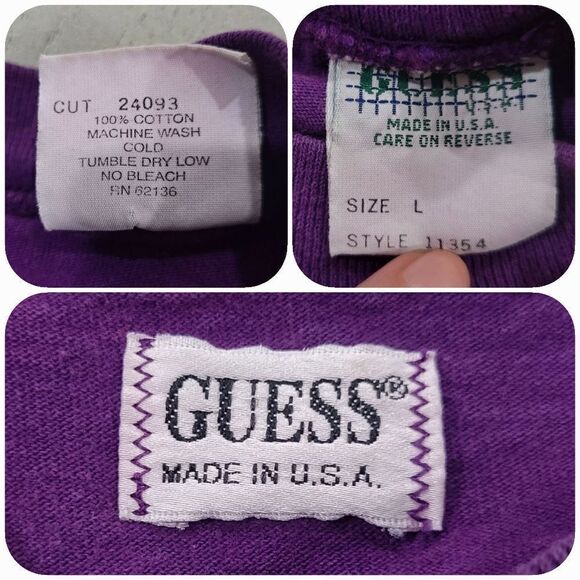 CUT 24093
100% COTTON
MACHINE WASH
COLD
TUMBLE DRY LOW
NO BLEACH
RN 62136
GUESS
U.S.A.
MADE IN U.S.A.
CARE ON REVERSE
SIZE L
STYLE 11354
GUESS®
MADE IN U.S.A.